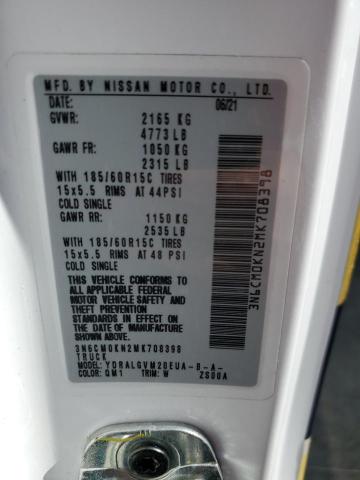 MFD. BY NISSAN MOTOR CO., LTD.
DATE: 06/21
GVWR: 2165 KG
4773 LB
GAWR FR: 1050 KG
2315 LB
WITH 185/60R15C TIRES
15x5.5 RIMS AT 44PSI
COLD SINGLE
GAWR RR: 1150 KG
2535 LB
WITH 185/60R15C TIRES
15x5.5 RIMS AT 48 PSI
COLD SINGLE
THIS VEHICLE CONFORMS TO
ALL APPLICABLE FEDERAL
MOTOR VEHICLE SAFETY
AND THEFT PREVENTION
STANDARDS IN EFFECT ON
THE DATE OF MANUFACTURE
SHOWN ABOVE.
3N6CM0KN2MK708398
TRUCK
MODEL: YDRALGVM20EUA-B-A-
COLOR: QM1 TRIM: W ZS00A
3N6CM0KN2MK708398